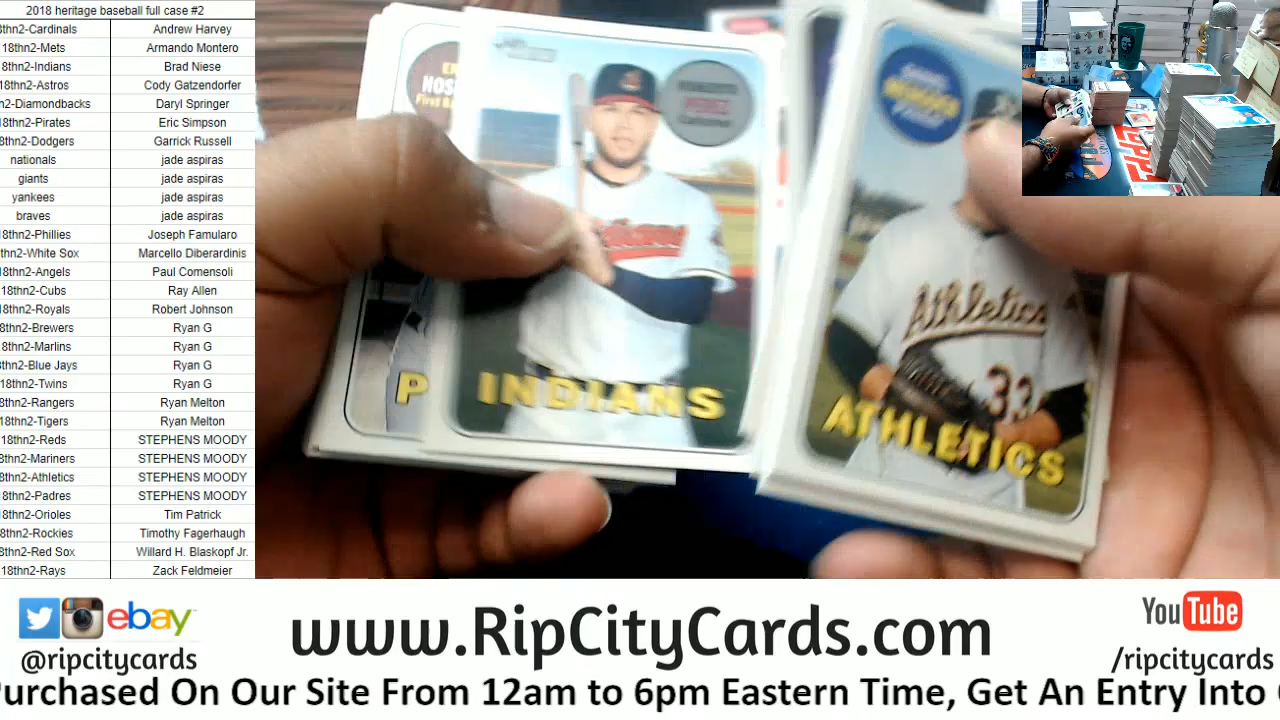 2018 heritage baseball full case #2
8thn2-Cardinals Andrew Harvey
18thn2-Mets Armando Montero
8thn2-Indians Brad Niese
18thn2-Astros Cody Gatzendorfer
n2-Diamondbacks Daryl Springer
18thn2-Pirates Eric Simpson
8thn2-Dodgers Garrick Russell
nationals jade aspiras
giants jade aspiras
yankees jade aspiras
braves jade aspiras
8thn2-Phillies Joseph Famularo
thn2-White Sox Marcello Diberardinis
8thn2-Angels Paul Comensoli
18thn2-Cubs Ray Allen
8thn2-Royals Robert Johnson
8thn2-Brewers Ryan G
18thn2-Marlins Ryan G
8thn2-Blue Jays Ryan G
18thn2-Twins Ryan G
8thn2-Rangers Ryan Melton
18thn2-Tigers Ryan Melton
18thn2-Reds STEPHENS MOODY
8thn2-Mariners STEPHENS MOODY
8thn2-Athletics STEPHENS MOODY
8thn2-Padres STEPHENS MOODY
18thn2-Orioles Tim Patrick
8thn2-Rockies Timothy Fagerhaugh
8thn2-Red Sox Willard H. Blaskopf Jr.
18thn2-Rays Zack Feldmeier
HOS
First Ba
P
Indians
INDIANS
Athletics
33
ATHLETICS
ebay
@ripcitycards
www.RipCityCards.com
YouTube
/ripcitycards
Purchased On Our Site From 12am to 6pm Eastern Time, Get An Entry Into